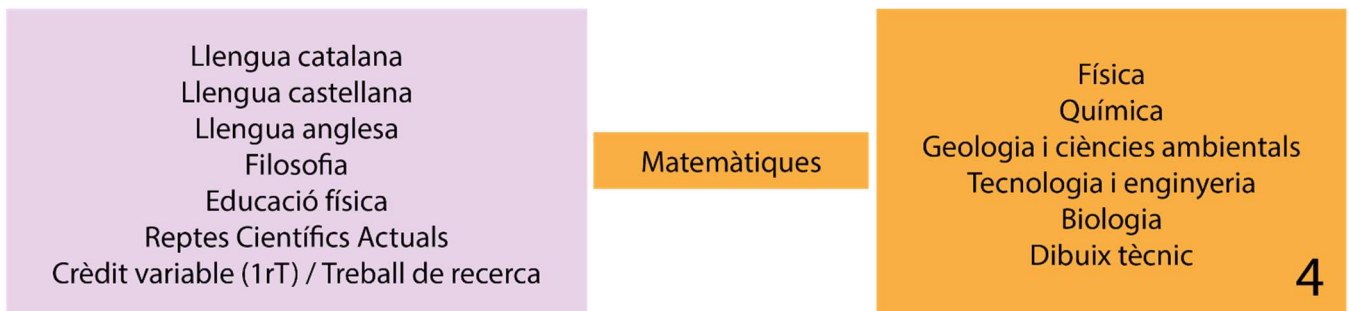 Llengua catalana
Llengua castellana
Llengua anglesa
Filosofia
Educació física
Reptes Científics Actuals
Crèdit variable (1rT) / Treball de recerca
Matemàtiques
Física
Química
Geologia i ciències ambientals
Tecnologia i enginyeria
Biologia
Dibuix tècnic
4